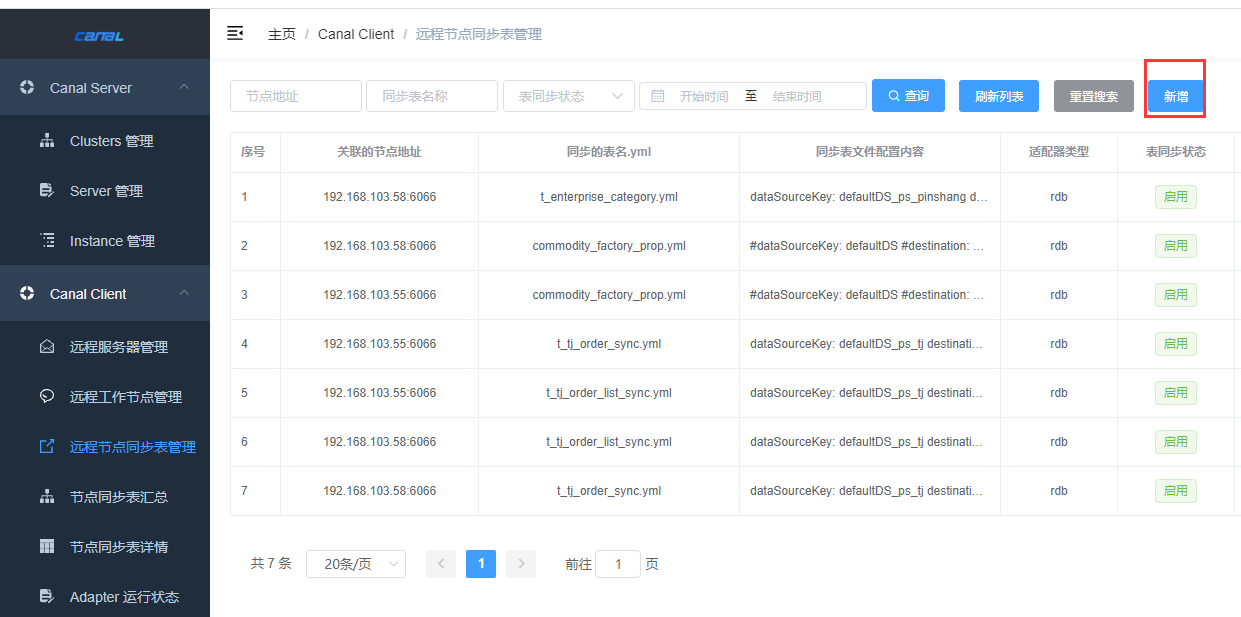 canal
主页 / Canal Client / 远程节点同步表管理
Canal Server
Clusters 管理
Server 管理
Instance 管理
Canal Client
远程服务器管理
远程工作节点管理
远程节点同步表管理
节点同步表汇总
节点同步表详情
Adapter 运行状态
节点地址 同步表名称 表同步状态 开始时间 至 结束时间 查询 刷新列表 重置搜索 新增
序号 关联的节点地址 同步的表名.yml 同步表文件配置内容 适配器类型 表同步状态
1 192.168.103.58:6066 t_enterprise_category.yml dataSourceKey: defaultDS_ps_pinshang d... rdb 启用
2 192.168.103.58:6066 commodity_factory_prop.yml #dataSourceKey: defaultDS #destination: ... rdb 启用
3 192.168.103.55:6066 commodity_factory_prop.yml #dataSourceKey: defaultDS #destination: ... rdb 启用
4 192.168.103.55:6066 t_tj_order_sync.yml dataSourceKey: defaultDS_ps_tj destinati... rdb 启用
5 192.168.103.55:6066 t_tj_order_list_sync.yml dataSourceKey: defaultDS_ps_tj destinati... rdb 启用
6 192.168.103.58:6066 t_tj_order_list_sync.yml dataSourceKey: defaultDS_ps_tj destinati... rdb 启用
7 192.168.103.58:6066 t_tj_order_sync.yml dataSourceKey: defaultDS_ps_tj destinati... rdb 启用
共 7 条 20条/页 1 前往 1 页